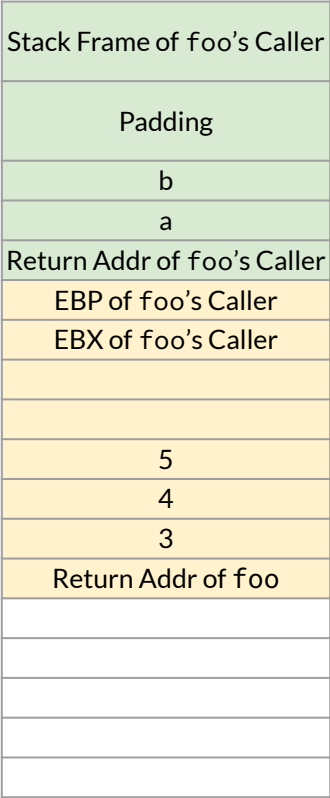 Stack Frame of foo’s Caller
Padding
b
a
Return Addr of foo’s Caller
EBP of foo’s Caller
EBX of foo’s Caller
5
4
3
Return Addr of foo